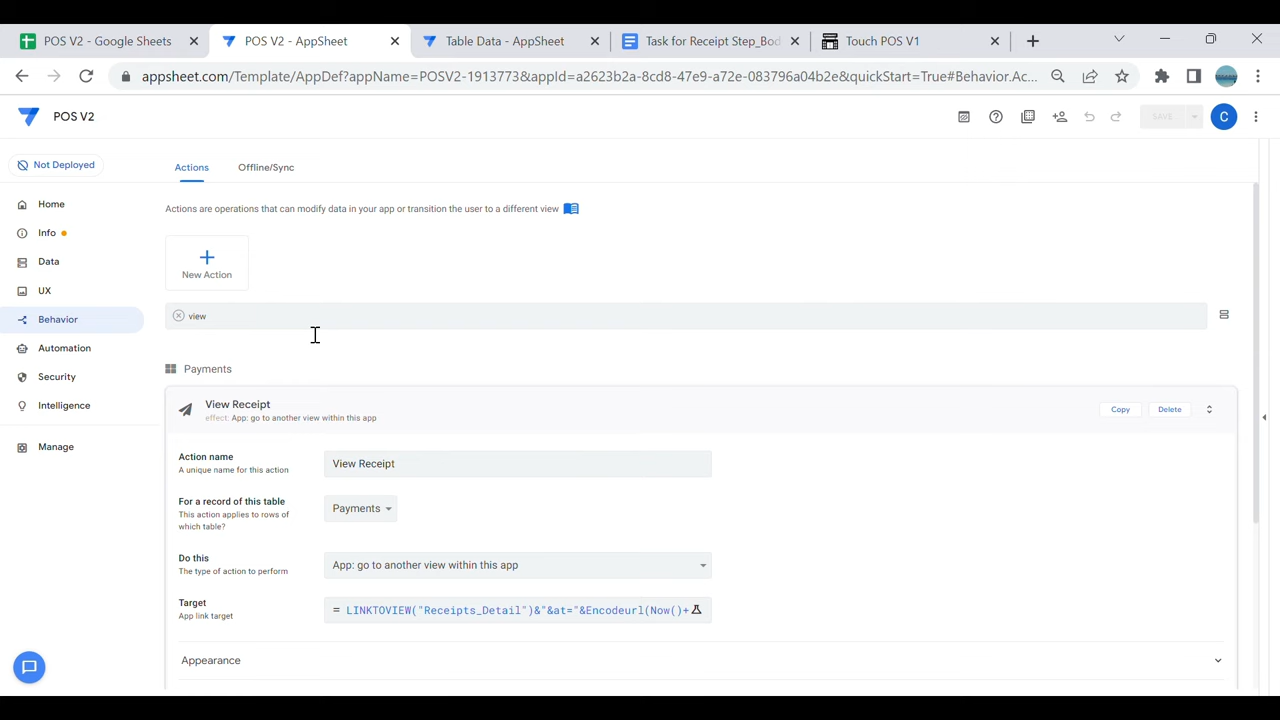 POS V2 - Google Sheets
POS V2 - AppSheet
Table Data - AppSheet
Task for Receipt Step_Bod
Touch POS V1
appsheet.com/Template/AppDef?appName=POSV2-1913773&appId=a2623b2a-8cd8-47e9-a72e-083796a04b2e&quickStart=True#Behavior.Ac...
POS V2
SAVE
C
Not Deployed
Actions
Offline/Sync
Home
Info
Data
UX
Behavior
Automation
Security
Intelligence
Manage
Actions are operations that can modify data in your app or transition the user to a different view
New Action
view
Payments
View Receipt
effect: App: go to another view within this app
Copy
Delete
Action name
A unique name for this action
View Receipt
For a record of this table
This action applies to rows of
which table?
Payments
Do this
The type of action to perform
App: go to another view within this app
Target
App link target
= LINKTOVIEW("Receipts_Detail")&"&at="&Encodeurl(Now()+
Appearance